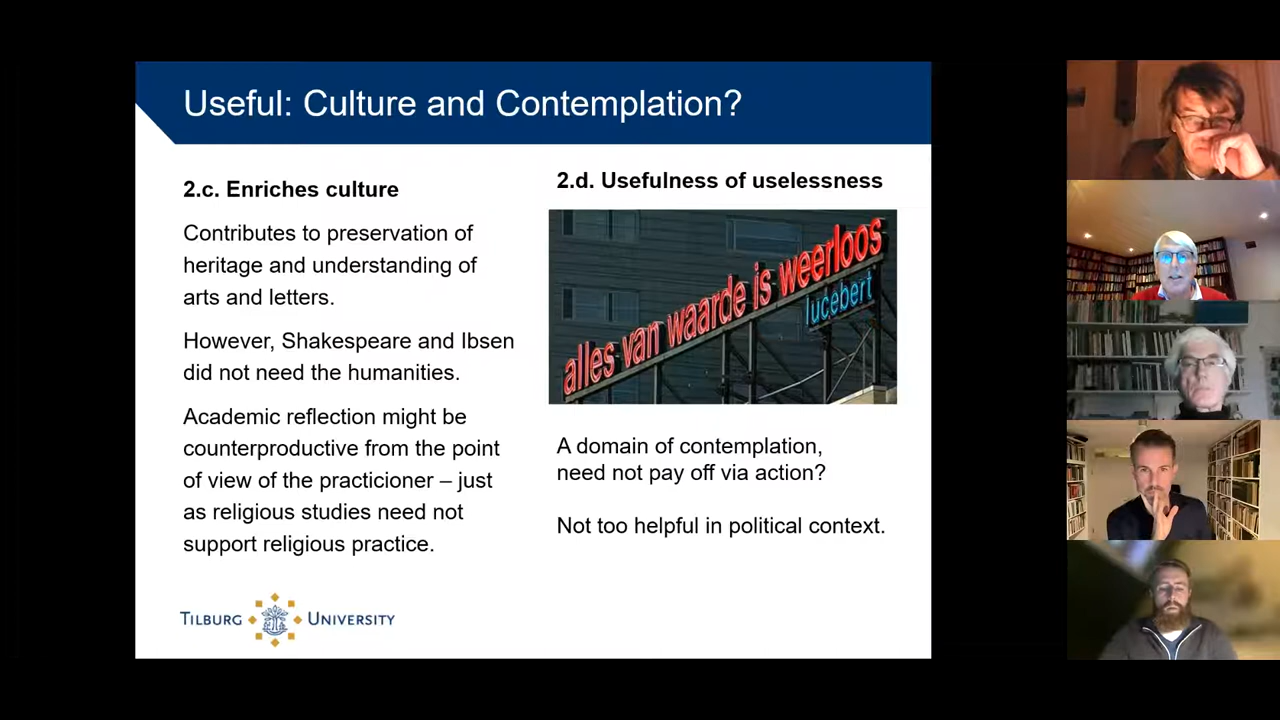 Useful: Culture and Contemplation?
2.c. Enriches culture
Contributes to preservation of
heritage and understanding of
arts and letters.
However, Shakespeare and Ibsen
did not need the humanities.
Academic reflection might be
counterproductive from the point
of view of the practicioner – just
as religious studies need not
support religious practice.
2.d. Usefulness of uselessness
alles van waarde is weerloos
lucebert
A domain of contemplation,
need not pay off via action?
Not too helpful in political context.
TILBURG UNIVERSITY